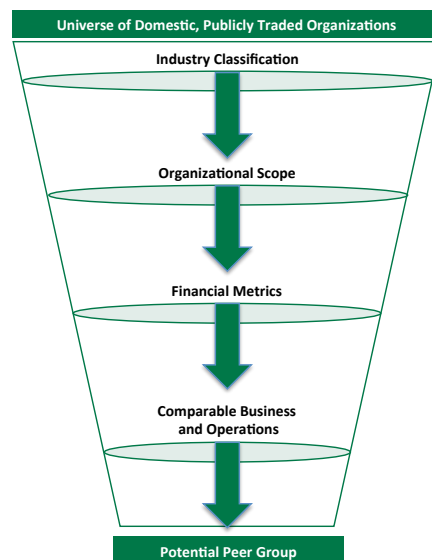 Universe of Domestic, Publicly Traded Organizations
Industry Classification
Organizational Scope
Financial Metrics
Comparable Business
and Operations
Potential Peer Group